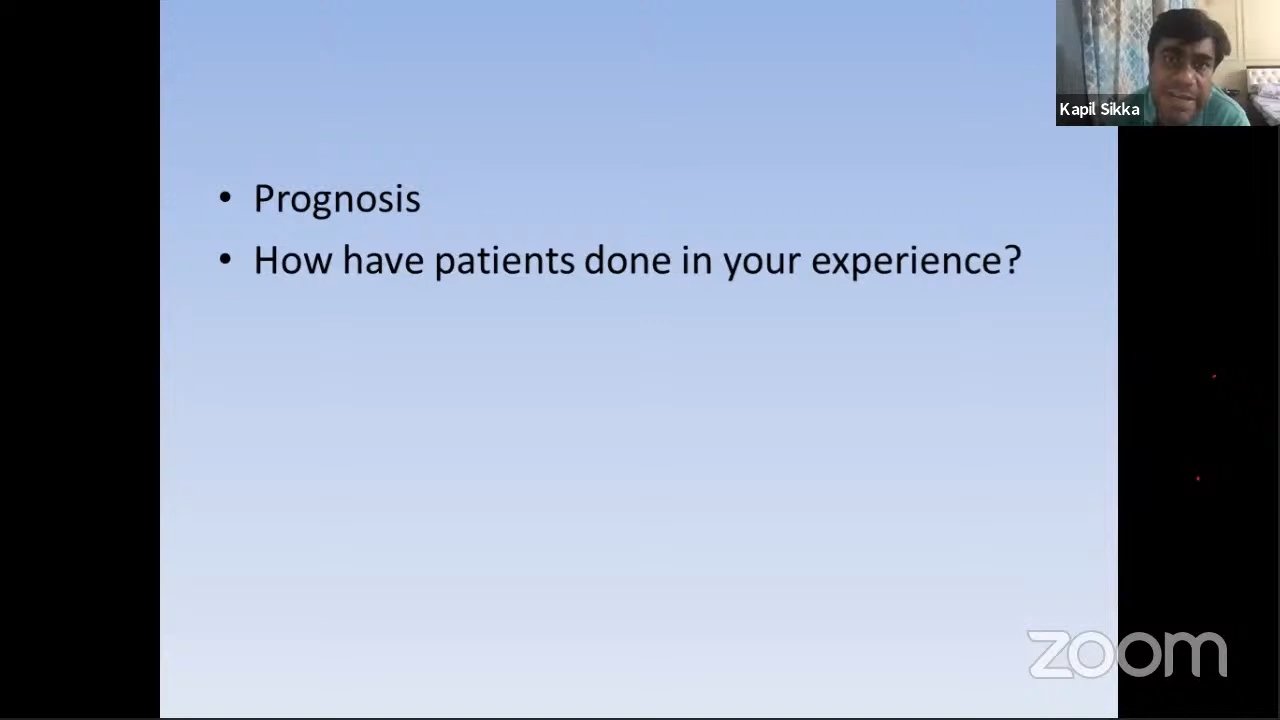 Kapil Sikka
• Prognosis
• How have patients done in your experience?
zoom